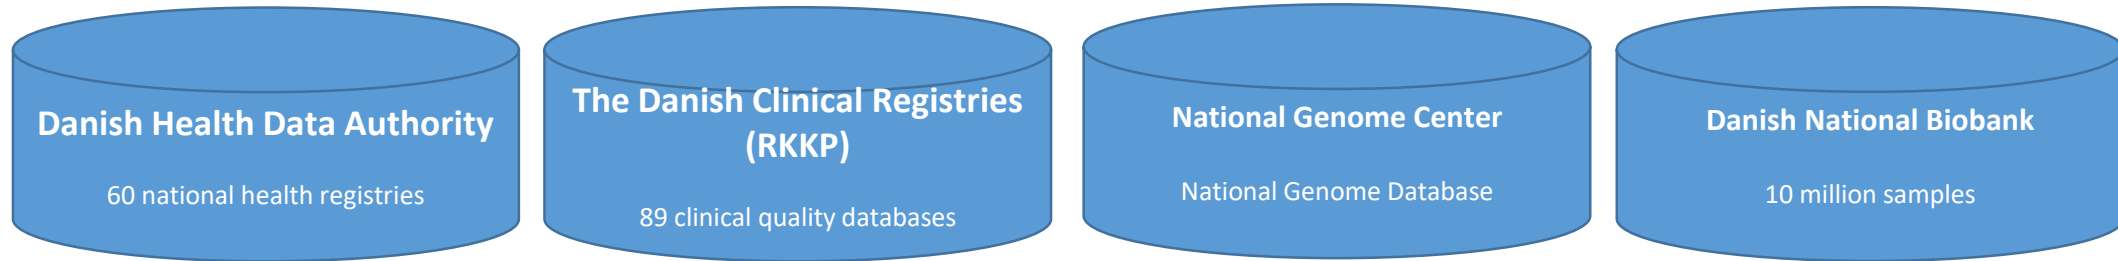 Danish Health Data Authority
60 national health registries
The Danish Clinical Registries
(RKKP)
89 clinical quality databases
National Genome Center
National Genome Database
Danish National Biobank
10 million samples